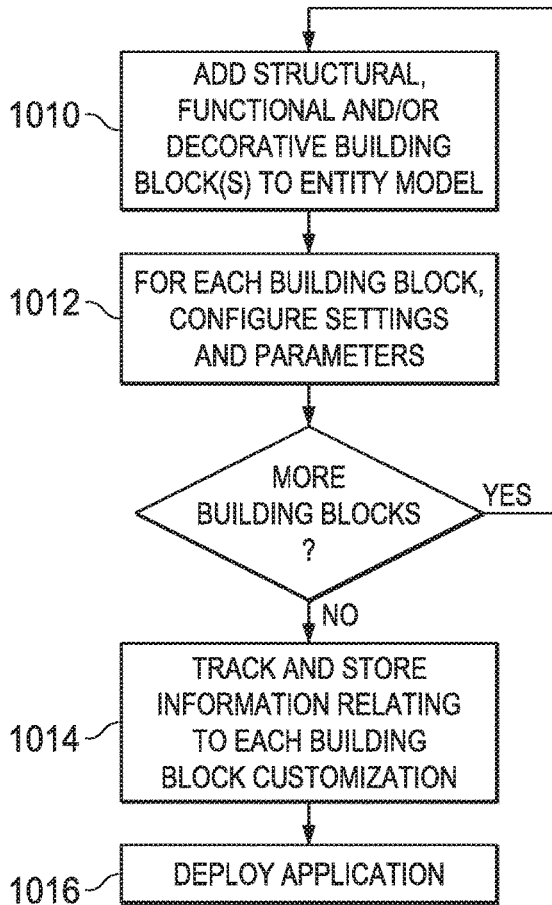 1010
ADD STRUCTURAL,
FUNCTIONAL AND/OR
DECORATIVE BUILDING
BLOCK(S) TO ENTITY MODEL
1012
FOR EACH BUILDING BLOCK,
CONFIGURE SETTINGS
AND PARAMETERS
MORE
BUILDING BLOCKS
?
YES
NO
1014
TRACK AND STORE
INFORMATION RELATING
TO EACH BUILDING
BLOCK CUSTOMIZATION
1016
DEPLOY APPLICATION